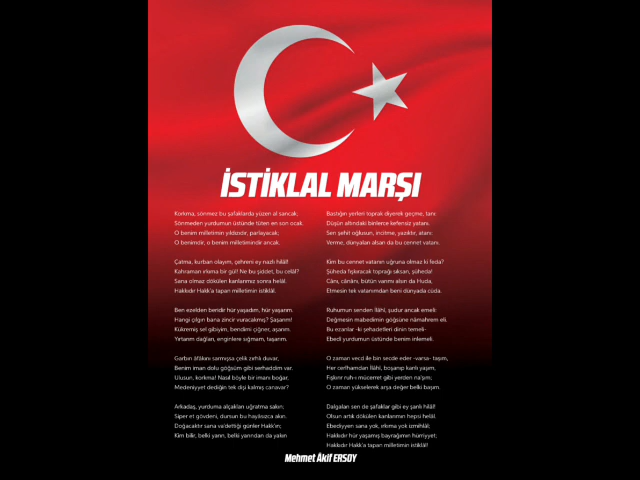 İSTİKLAL MARŞI
Korkma, sönmez bu şafaklarda yüzen al sancak;
Sönmeden yurdumun üstünde tüten en son ocak.
O benim milletimin yıldızıdır, parlayacak;
O benimdir, o benim milletimindir ancak.
Çatma, kurban olayım, çehreni ey nazlı hilâl!
Kahraman ırkıma bir gül! Ne bu şiddet, bu celâl?
Sana olmaz dökülen kanlarımız sonra helâl.
Hakkıdır Hakk'a tapan milletimin istiklâl.
Ben ezelden beridir hür yaşadım, hür yaşarım.
Hangi çılgın bana zincir vuracakmış? Şaşarım!
Kükremiş sel gibiyim, bendimi çiğner, aşarım.
Yırtarım dağları, enginlere sığmam, taşarım.
Garbın âfâkını sarmışsa çelik zırhlı duvar,
Benim iman dolu göğsüm gibi serhaddim var.
Ulusun, korkma! Nasıl böyle bir imanı boğar,
Medeniyyet dediğin tek dişi kalmış canavar?
Arkadaş, yurduma alçakları uğratma sakın;
Siper et gövdeni, dursun bu hayâsızca akın.
Doğacaktır sana va'dettiği günler Hakk'ın;
Kim bilir, belki yarın, belki yarından da yakın
Bastığın yerleri toprak diyerek geçme, tanı:
Düşün altındaki binlerce kefensiz yatanı.
Sen şehit oğlusun, incitme, yazıktır, atanı:
Verme, dünyaları alsan da bu cennet vatanı.
Kim bu cennet vatanın uğruna olmaz ki feda?
Şüheda fışkıracak toprağı sıksan, şüheda!
Cânı, cânânı, bütün varımı alsın da Huda,
Etmesin tek vatanımdan beni dünyada cüda.
Ruhumun senden İlâhî, şudur ancak emeli:
Değmesin mabedimin göğsüne nâmahrem eli.
Bu ezanlar -ki şehadetleri dinin temeli-
Ebedî yurdumun üstünde benim inlemeli.
O zaman vecd ile bin secde eder -varsa- taşım,
Her cerîhamdan İlâhî, boşanıp kanlı yaşım,
Fışkırır ruh-ı mücerret gibi yerden na'şım;
O zaman yükselerek arşa değer belki başım.
Dalgalan sen de şafaklar gibi ey şanlı hilâl!
Olsun artık dökülen kanlarımın hepsi helâl.
Ebediyyen sana yok, ırkıma yok izmihlâl;
Hakkıdır hür yaşamış bayrağımın hürriyyet;
Hakkıdır Hakk'a tapan milletimin istiklâl!
Mehmet Âkif ERSOY